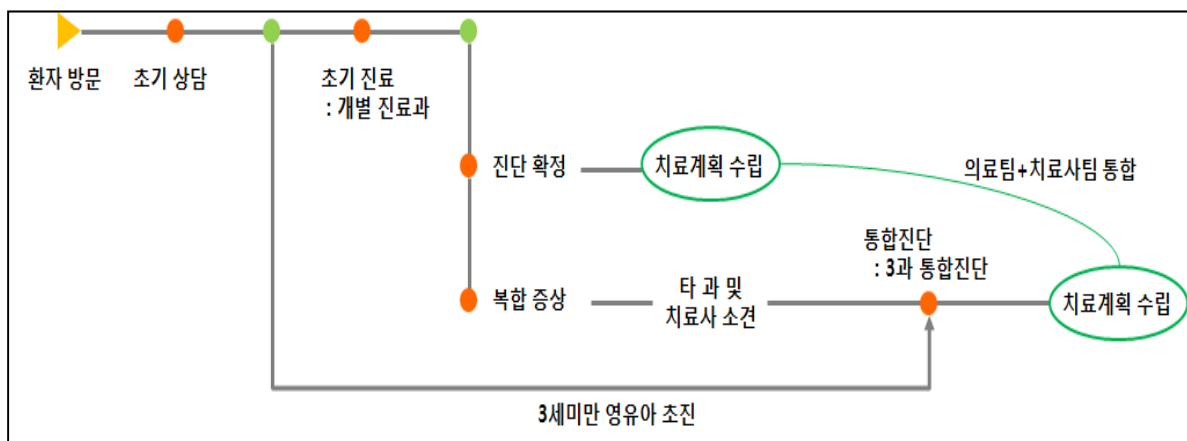 환자 방문
초기 상담
초기 진료
: 개별 진료과
진단 확정
치료계획 수립
의료팀+치료사팀 통합
통합진단
: 3과 통합진단
복합 증상
타 과 및
치료사 소견
치료계획 수립
3세미만 영유아 초진